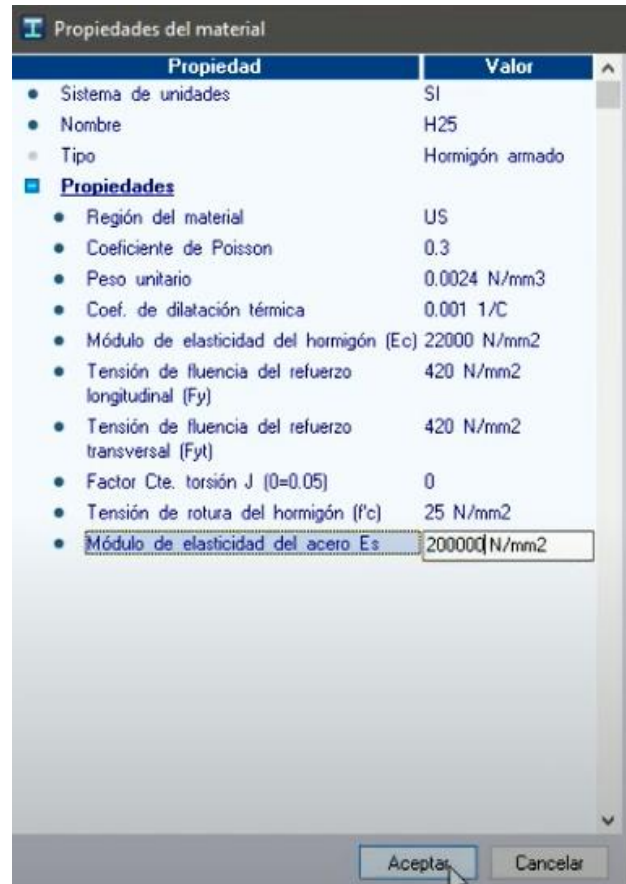 Propiedades del material
Propiedad Valor
Sistema de unidades SI
Nombre H25
Tipo Hormigón armado
Propiedades
Región del material US
Coeficiente de Poisson 0.3
Peso unitario 0.0024 N/mm3
Coef. de dilatación térmica 0.001 1/C
Módulo de elasticidad del hormigón (Ec) 22000 N/mm2
Tensión de fluencia del refuerzo 420 N/mm2
longitudinal (Fy)
Tensión de fluencia del refuerzo 420 N/mm2
transversal (Fyt)
Factor Cte. torsión J (0=0.05) 0
Tensión de rotura del hormigón (f'c) 25 N/mm2
Módulo de elasticidad del acero Es 200000 N/mm2
Aceptar Cancelar